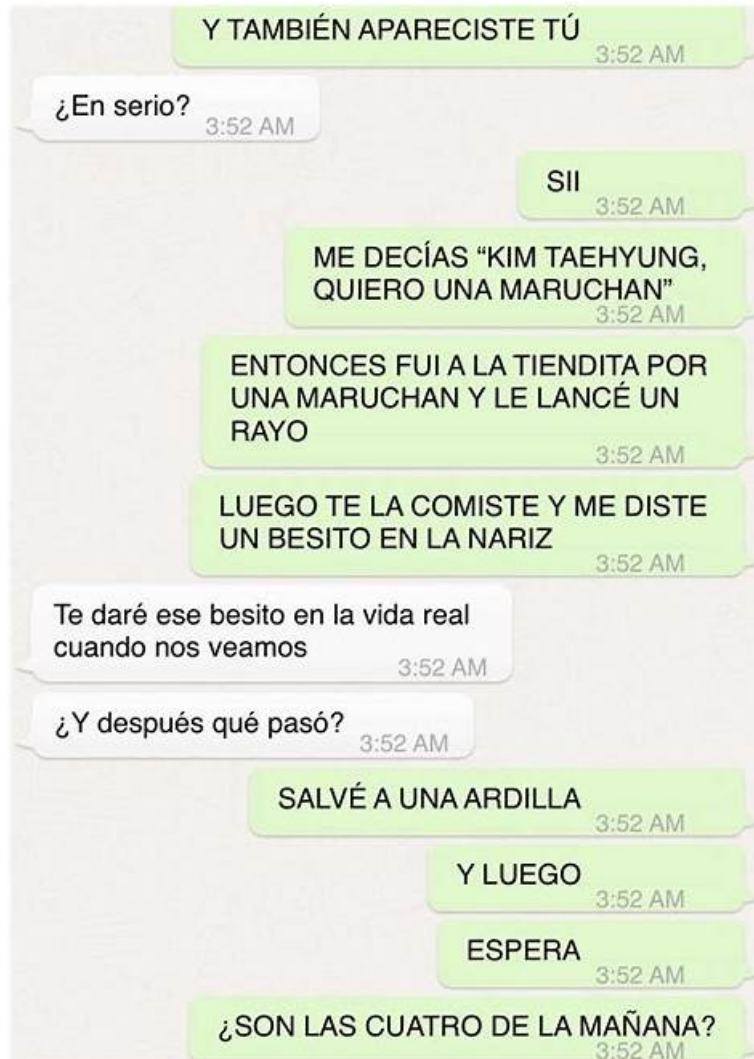 Y TAMBIÉN APARECISTE TÚ
3:52 AM
¿En serio?
3:52 AM
SII
3:52 AM
ME DECÍAS “KIM TAEHYUNG,
QUIERO UNA MARUCHAN”
3:52 AM
ENTONCES FUI A LA TIENDITA POR
UNA MARUCHAN Y LE LANCÉ UN
RAYO
3:52 AM
LUEGO TE LA COMISTE Y ME DISTE
UN BESITO EN LA NARIZ
3:52 AM
Te daré ese besito en la vida real
cuando nos veamos
3:52 AM
¿Y después qué pasó?
3:52 AM
SALVÉ A UNA ARDILLA
3:52 AM
Y LUEGO
3:52 AM
ESPERA
3:52 AM
¿SON LAS CUATRO DE LA MAÑANA?
3:52 AM